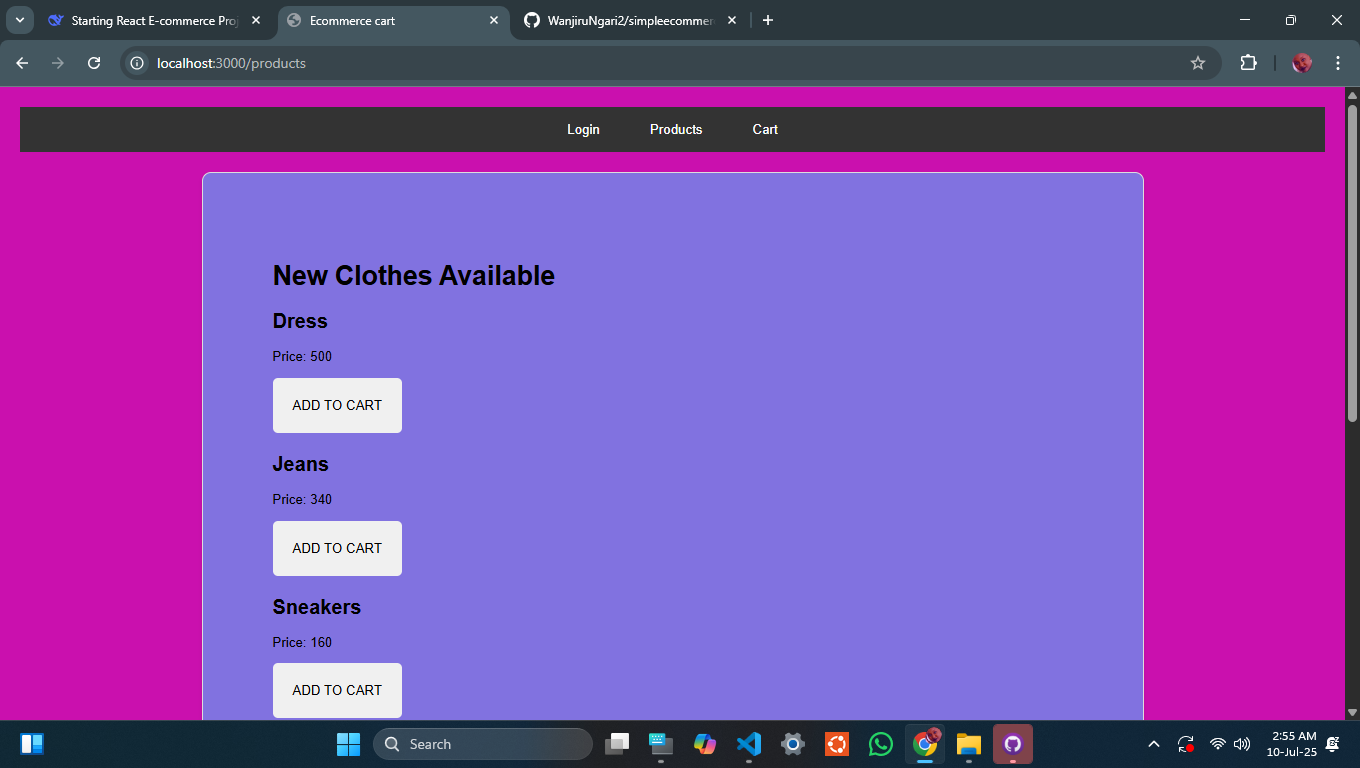 Starting React E-commerce Proj
Ecommerce cart
WanjiruNgari2/simpleecommer
localhost:3000/products
Login Products Cart
New Clothes Available
Dress
Price: 500
ADD TO CART
Jeans
Price: 340
ADD TO CART
Sneakers
Price: 160
ADD TO CART
Search
2:55 AM
10-Jul-25